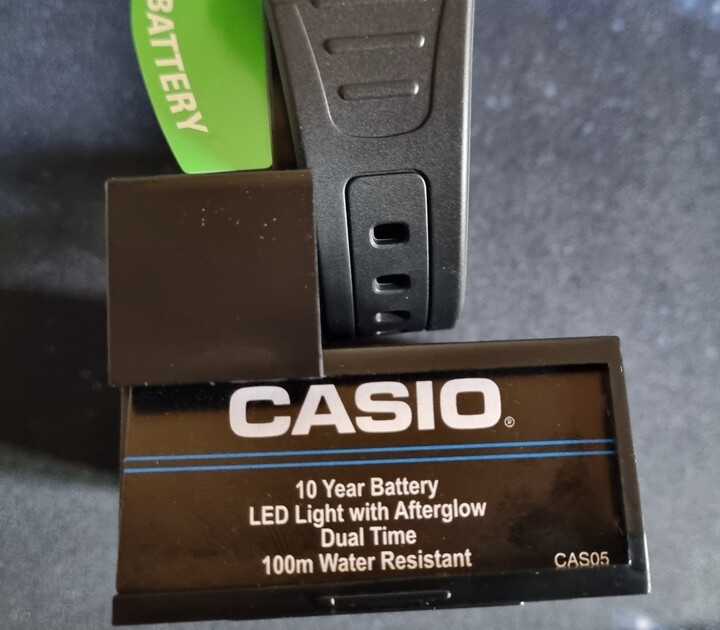 BATTERY
CASIO®
10 Year Battery
LED Light with Afterglow
Dual Time
100m Water Resistant
CAS05